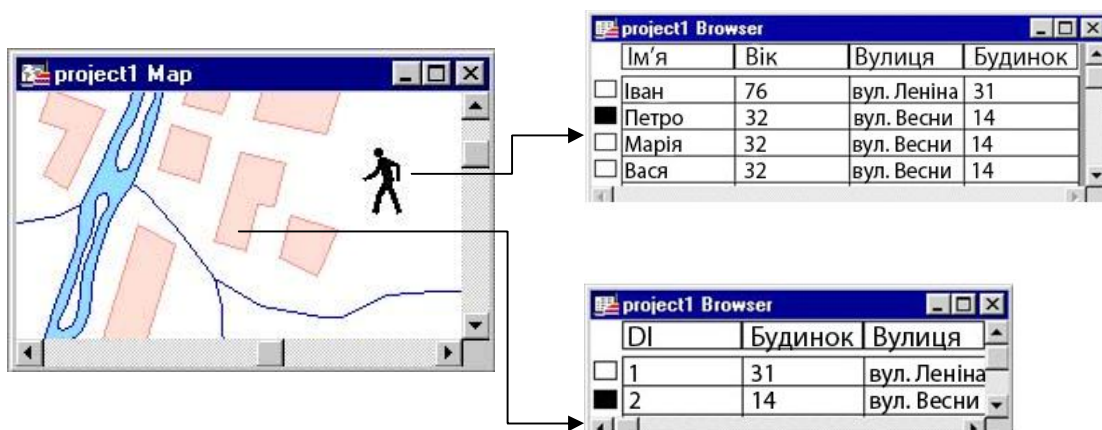 project1 Map
project1 Browser
Ім’я Вік Вулиця Будинок
Іван 76 вул. Леніна 31
Петро 32 вул. Весни 14
Марія 32 вул. Весни 14
Вася 32 вул. Весни 14
project1 Browser
DI Будинок Вулиця
1 31 вул. Леніна
2 14 вул. Весни